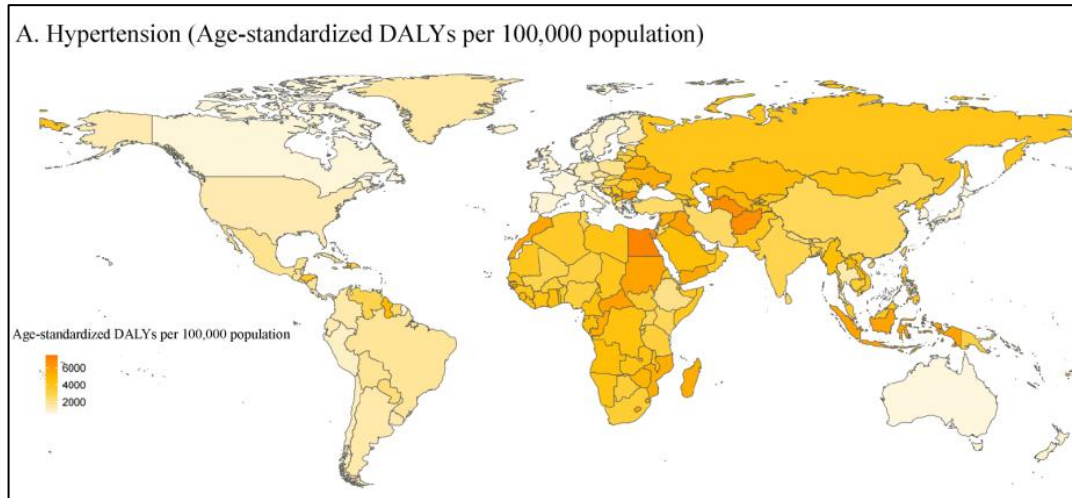 A. Hypertension (Age-standardized DALYs per 100,000 population)
Age-standardized DALYs per 100,000 population
6000
4000
2000